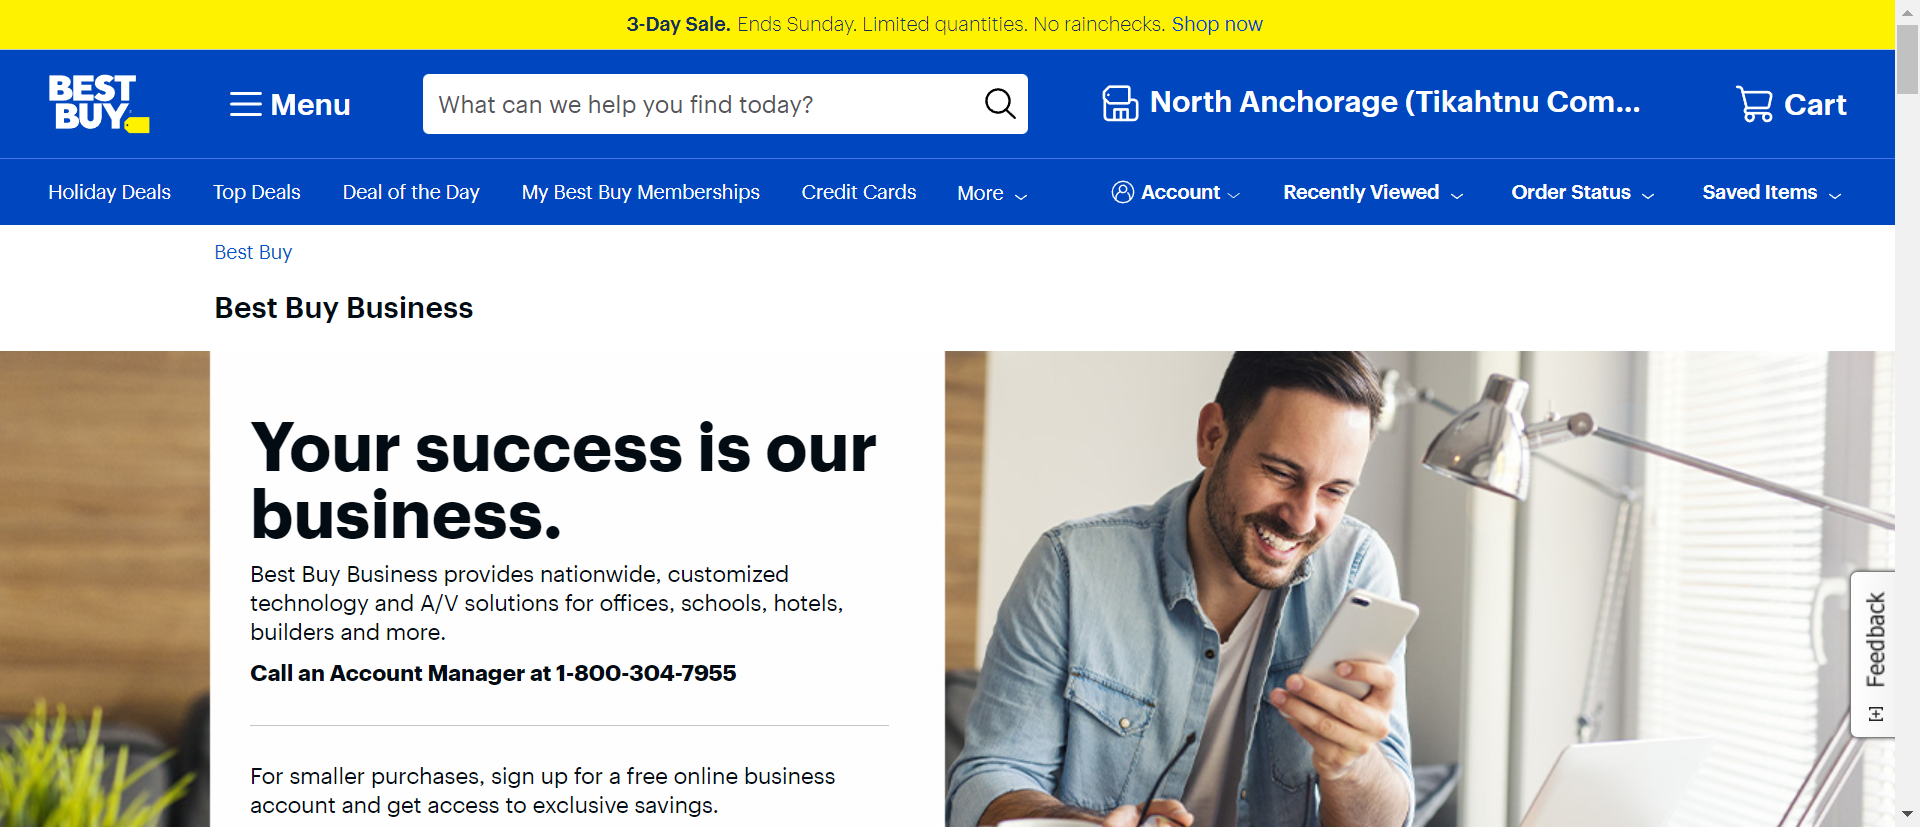 3-Day Sale. Ends Sunday. Limited quantities. No rainchecks. Shop now
BEST
BUY
Menu
What can we help you find today?
North Anchorage (Tikahtnu Com...
Cart
Holiday Deals
Top Deals
Deal of the Day
My Best Buy Memberships
Credit Cards
More
Account
Recently Viewed
Order Status
Saved Items
Best Buy
Best Buy Business
Your success is our
business.
Best Buy Business provides nationwide, customized
technology and A/V solutions for offices, schools, hotels,
builders and more.
Call an Account Manager at 1-800-304-7955
For smaller purchases, sign up for a free online business
account and get access to exclusive savings.
[+] Feedback